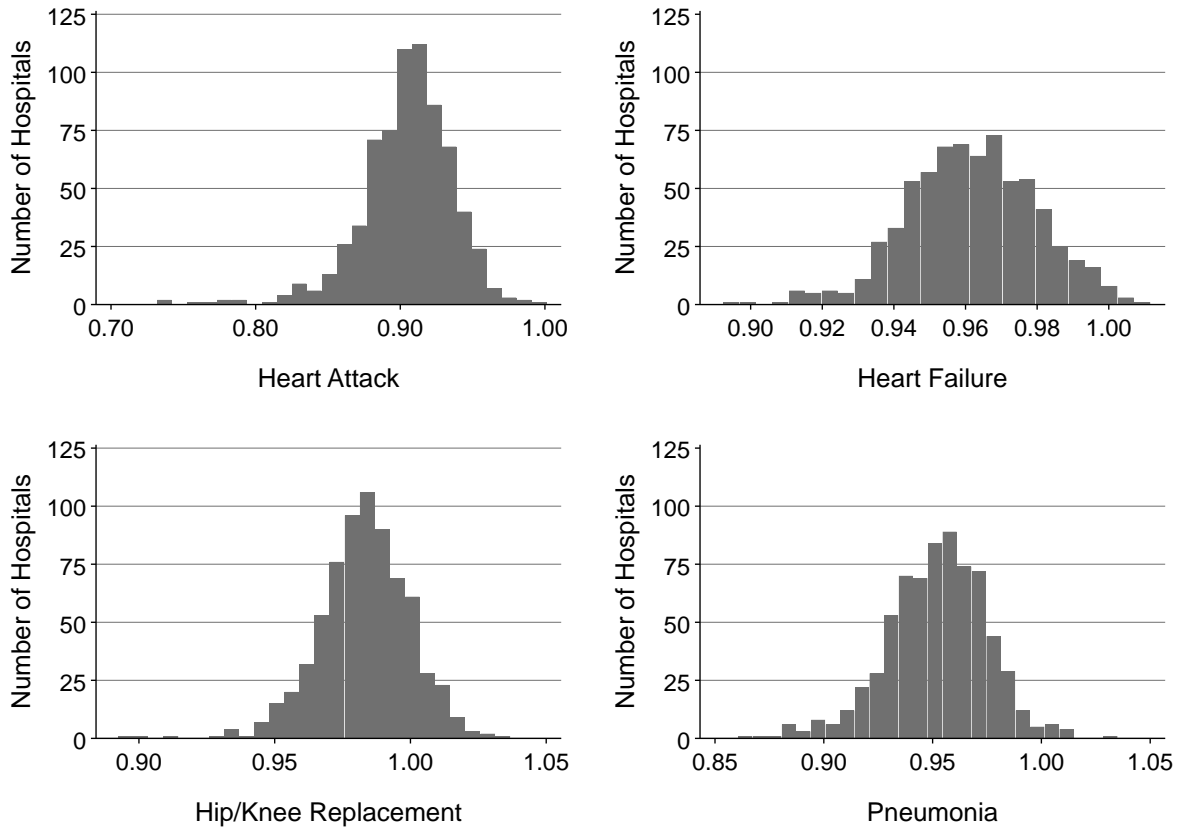 Number of Hospitals
125
100
75
50
25
0
0.70 0.80 0.90 1.00
Heart Attack
Number of Hospitals
125
100
75
50
25
0
0.90 0.92 0.94 0.96 0.98 1.00
Heart Failure
Number of Hospitals
125
100
75
50
25
0
0.90 0.95 1.00 1.05
Hip/Knee Replacement
Number of Hospitals
125
100
75
50
25
0
0.85 0.90 0.95 1.00 1.05
Pneumonia